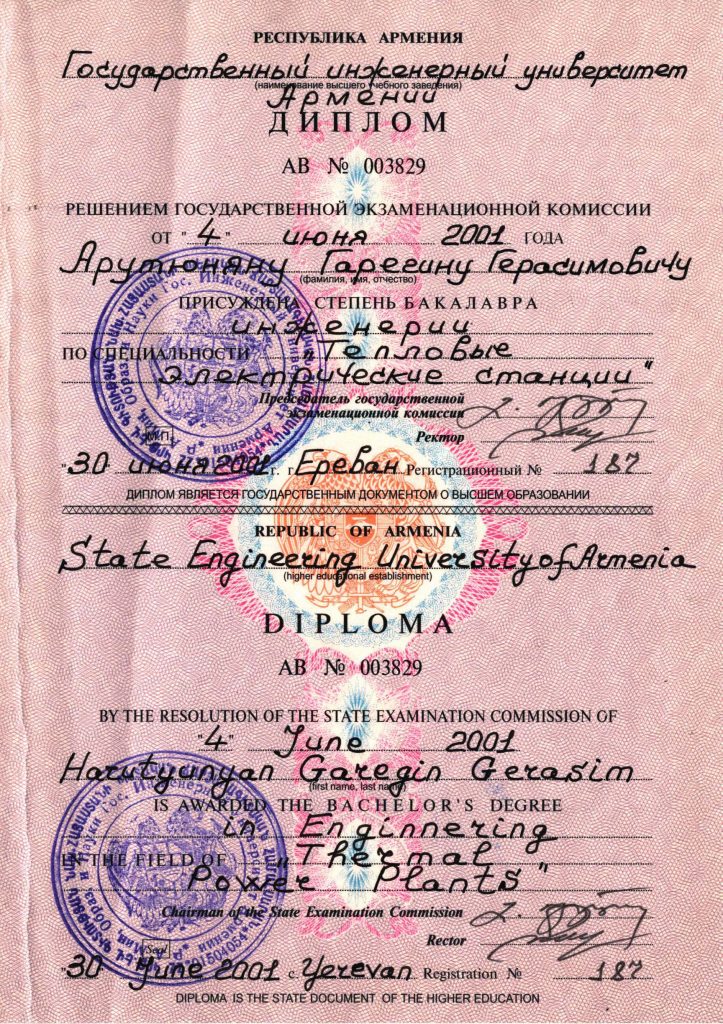 РЕСПУБЛИКА АРМЕНИЯ
Государственный инженерный университет
(наименование высшего учебного заведения)
Армении
ДИПЛОМ
АВ № 003829
РЕШЕНИЕМ ГОСУДАРСТВЕННОЙ ЭКЗАМЕНАЦИОННОЙ КОМИССИИ
ОТ "4" июня 2001 ГОДА
Арутюняну Гарегину Герасимовичу
(фамилия, имя, отчество)
ПРИСУЖДЕНА СТЕПЕНЬ БАКАЛАВРА
инженерии
ПО СПЕЦИАЛЬНОСТИ „Тепловые
электрические станции"
Председатель государственной
экзаменационной комиссии
Ректор
М.П.
"30" июня 2001 г. г. Ереван Регистрационный № 187
ДИПЛОМ ЯВЛЯЕТСЯ ГОСУДАРСТВЕННЫМ ДОКУМЕНТОМ О ВЫСШЕМ ОБРАЗОВАНИИ
REPUBLIC OF ARMENIA
State Engineering University of Armenia
(higher educational establishment)
DIPLOMA
АВ № 003829
BY THE RESOLUTION OF THE STATE EXAMINATION COMMISSION OF
"4" June 2001
Harutyunyan Garegin Gerasim
(first name, last name)
IS AWARDED THE BACHELOR'S DEGREE
in Enginnering
IN THE FIELD OF „Thermal
Power Plants"
Chairman of the State Examination Commission
Rector
Seal
"30" June 2001 c. Yerevan Registration № 187
DIPLOMA IS THE STATE DOCUMENT OF THE HIGHER EDUCATION